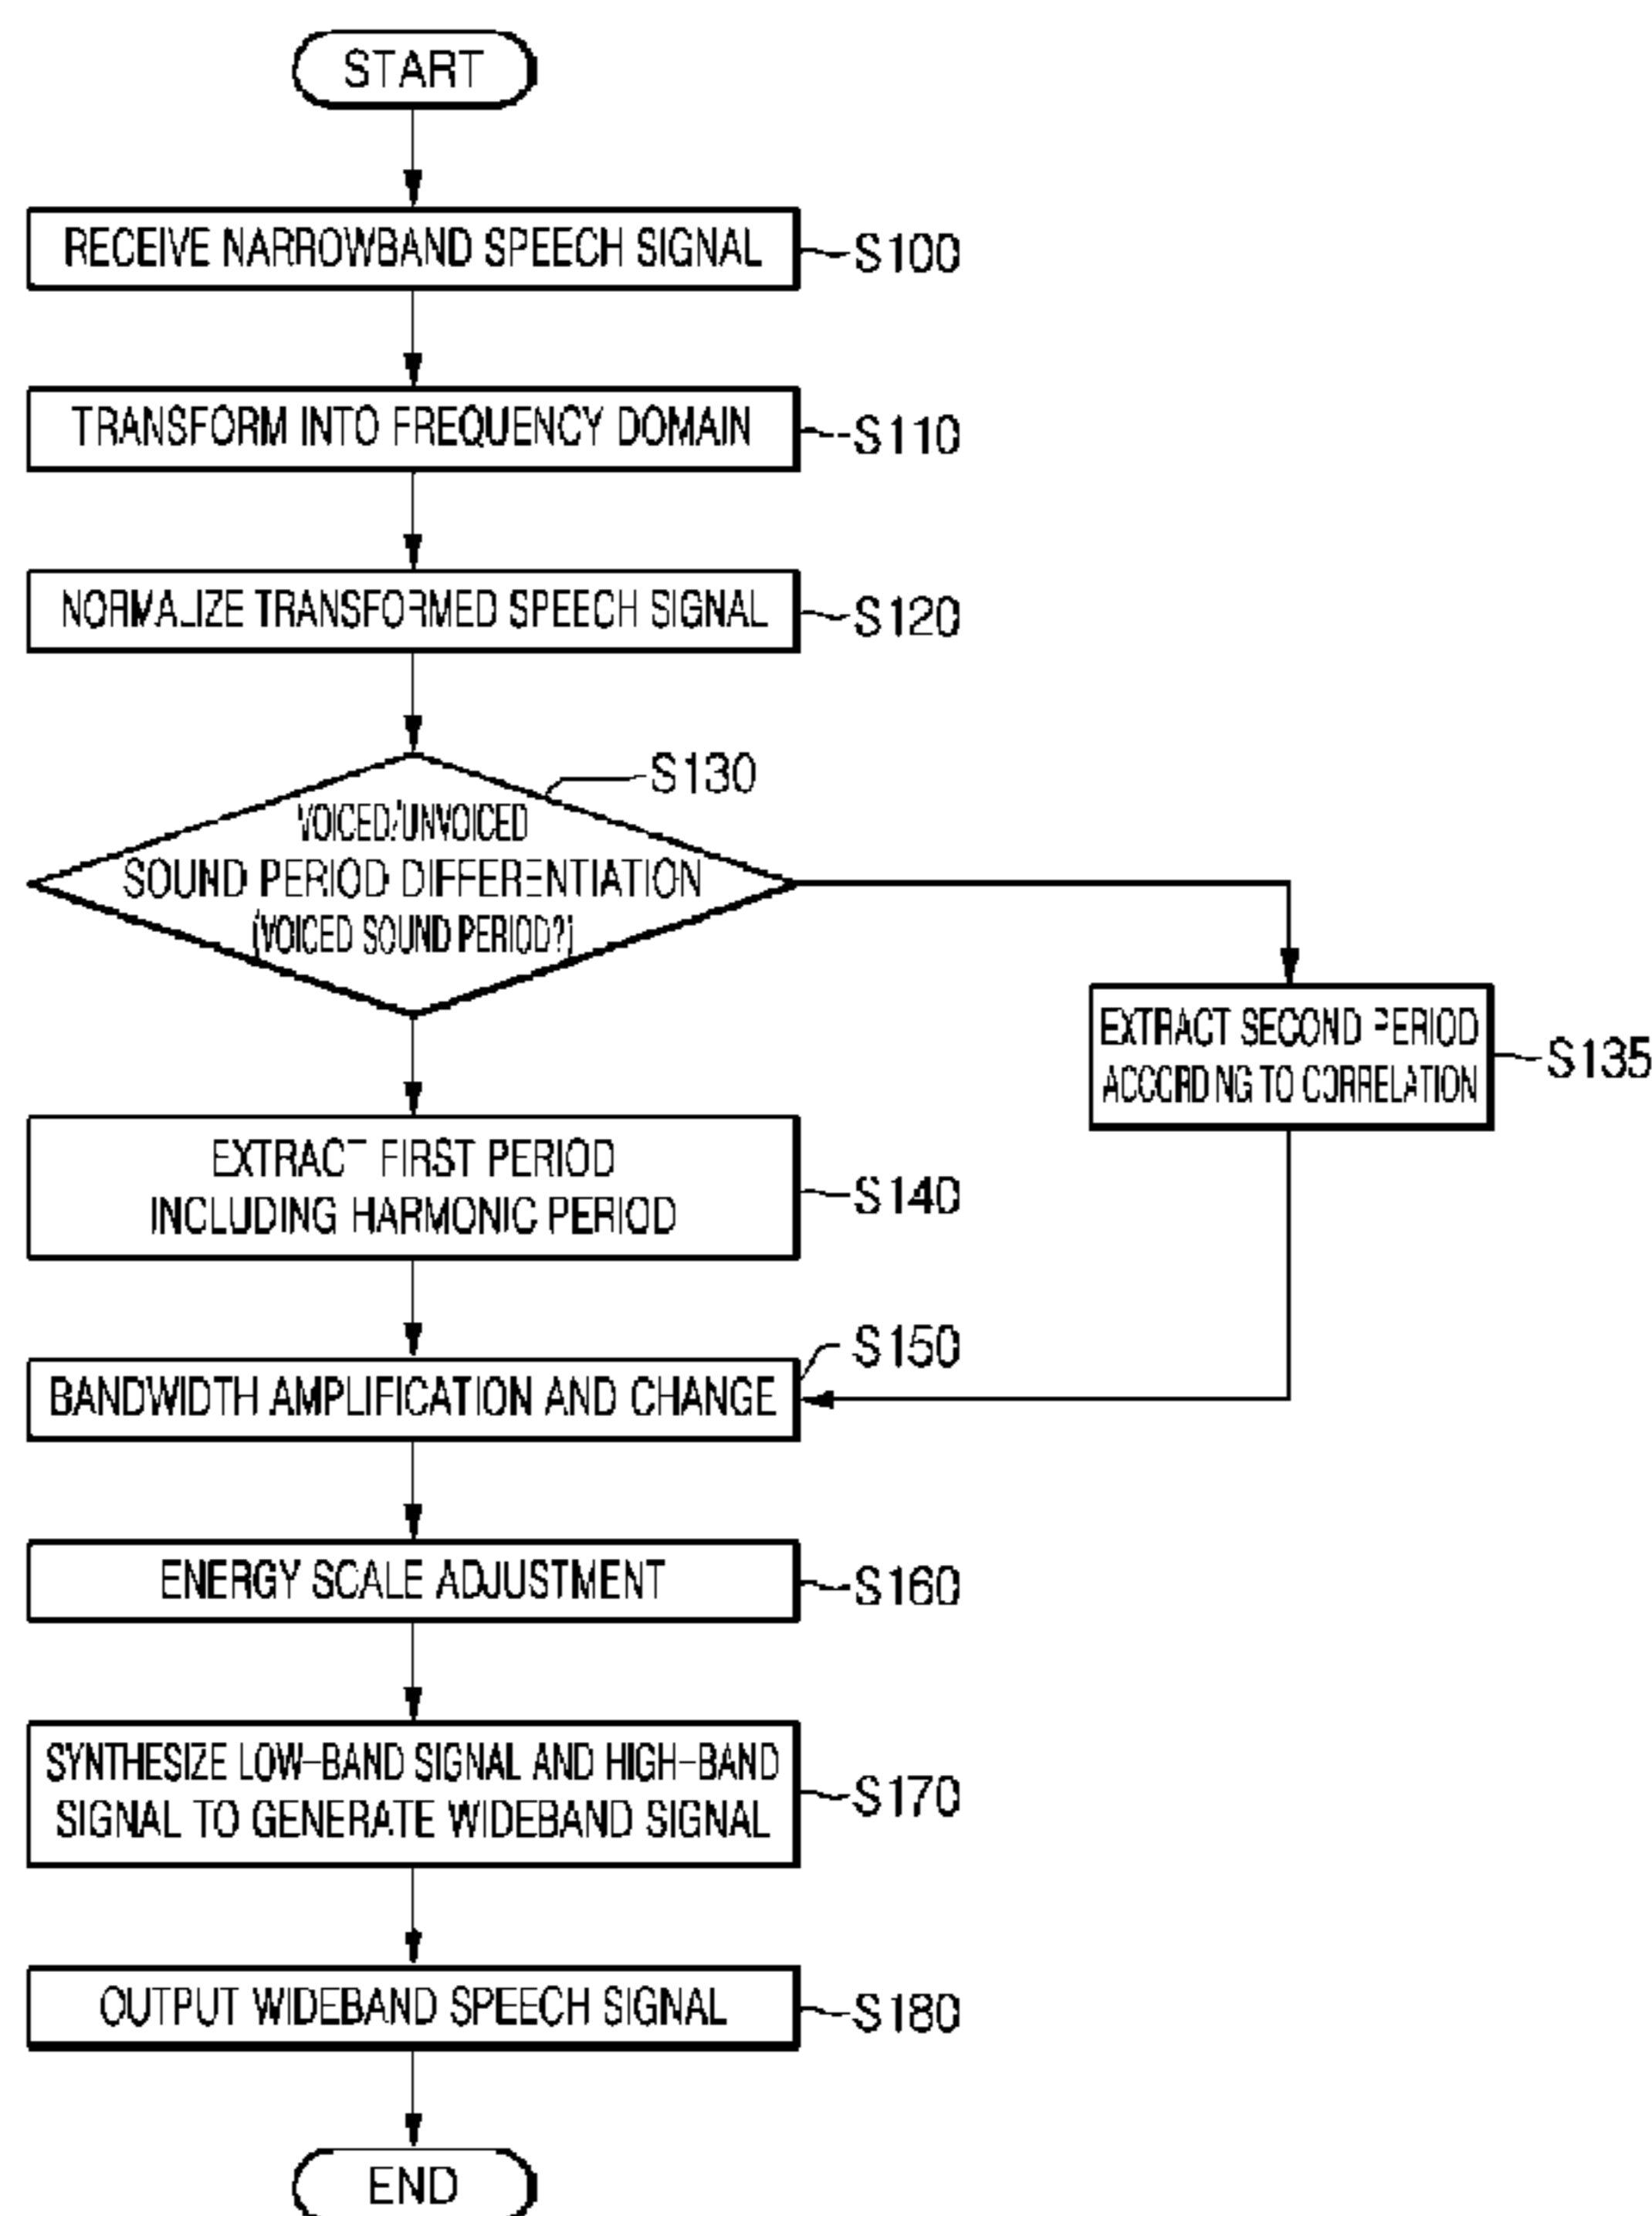 START
RECEIVE NARROWBAND SPEECH SIGNAL
S100
TRANSFORM INTO FREQUENCY DOMAIN
S110
NORMALIZE TRANSFORMED SPEECH SIGNAL
S120
S130
VOICED/UNVOICED
SOUND PERIOD DIFFERENTIATION
(VOICED SOUND PERIOD?)
EXTRACT SECOND PERIOD
ACCORDING TO CORRELATION
S135
EXTRACT FIRST PERIOD
INCLUDING HARMONIC PERIOD
S140
S150
BANDWIDTH AMPLIFICATION AND CHANGE
ENERGY SCALE ADJUSTMENT
S160
SYNTHESIZE LOW-BAND SIGNAL AND HIGH-BAND
SIGNAL TO GENERATE WIDEBAND SIGNAL
S170
OUTPUT WIDEBAND SPEECH SIGNAL
S180
END